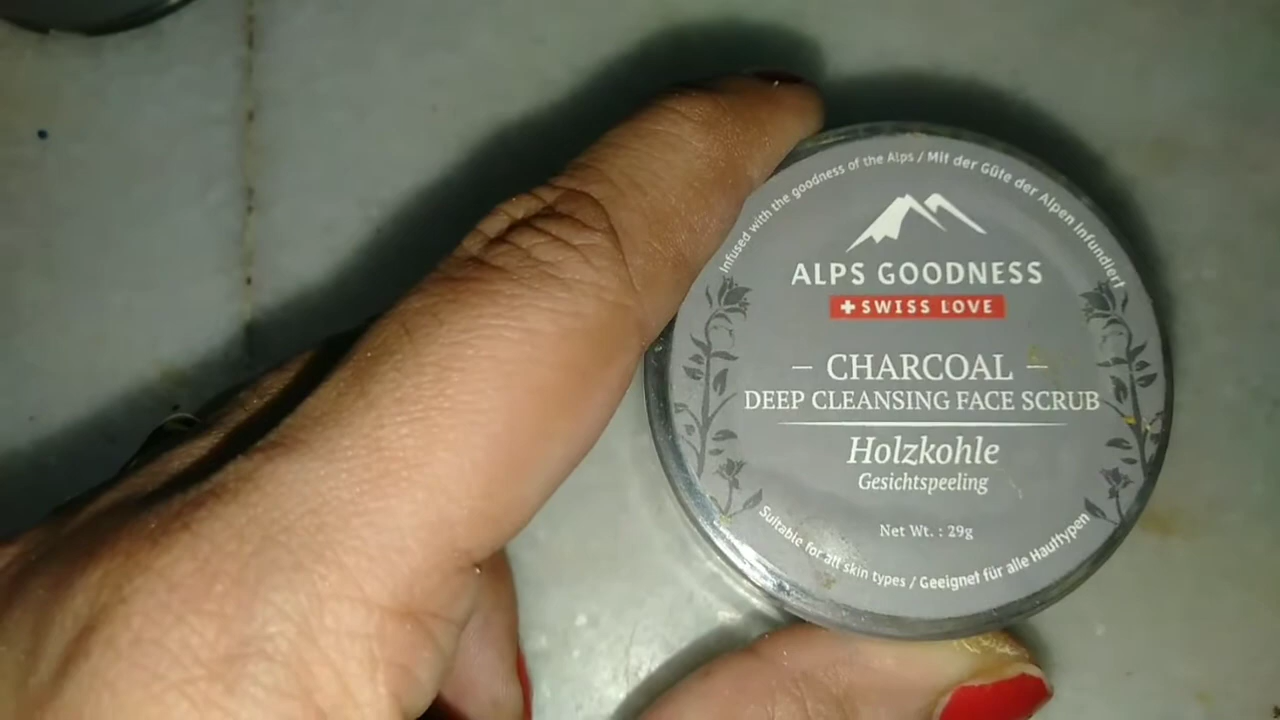 Infused with the goodness of the Alps / Mit der Güte der Alpen Infundiert
ALPS GOODNESS
SWISS LOVE
– CHARCOAL –
DEEP CLEANSING FACE SCRUB
Holzkohle
Gesichtspeeling
Net Wt. : 29g
Suitable for all skin types / Geeignet für alle Hauttypen